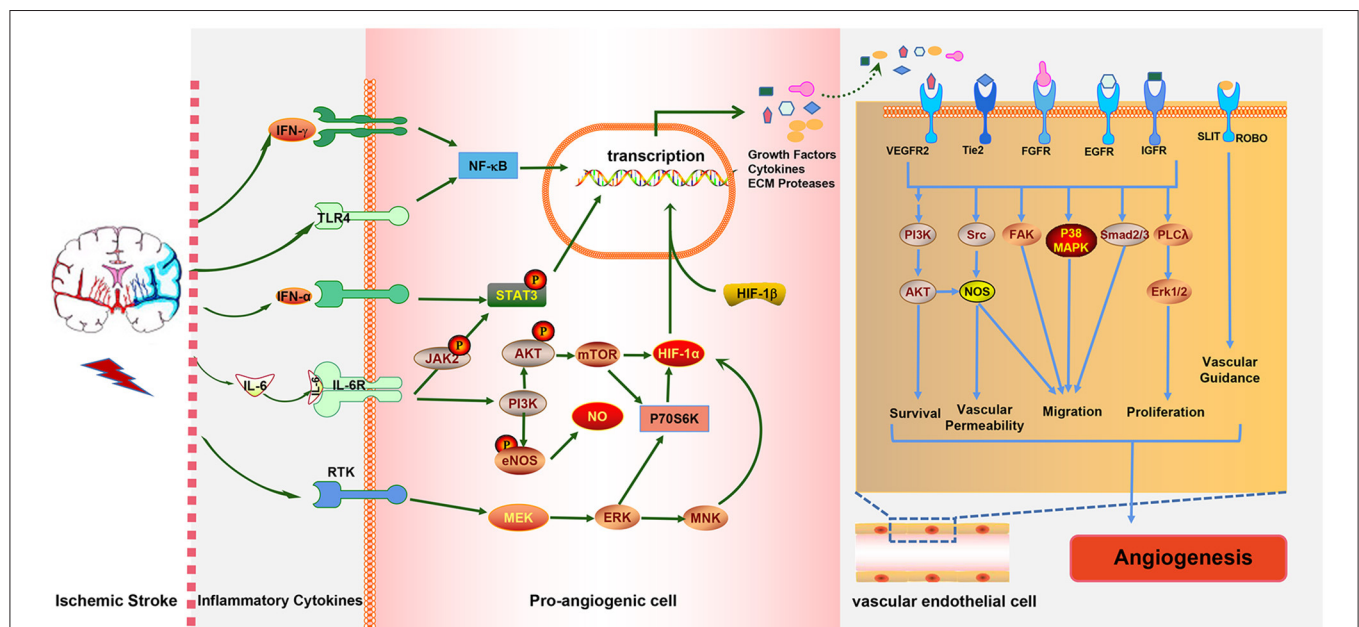 IFN-γ
TLR4
IFN-α
IL-6
IL-6
IL-6R
RTK
NF-κB
transcription
Growth Factors
Cytokines
ECM Proteases
P
STAT3
HIF-1β
P
JAK2
P
AKT
mTOR
HIF-1α
PI3K
NO
P70S6K
P
eNOS
MEK
ERK
MNK
VEGFR2
Tie2
FGFR
EGFR
IGFR
SLIT
ROBO
PI3K
Src
FAK
P38
MAPK
Smad2/3
PLCλ
AKT
NOS
Erk1/2
Vascular
Guidance
Survival
Vascular
Permeability
Migration
Proliferation
Angiogenesis
Ischemic Stroke
Inflammatory Cytokines
Pro-angiogenic cell
vascular endothelial cell